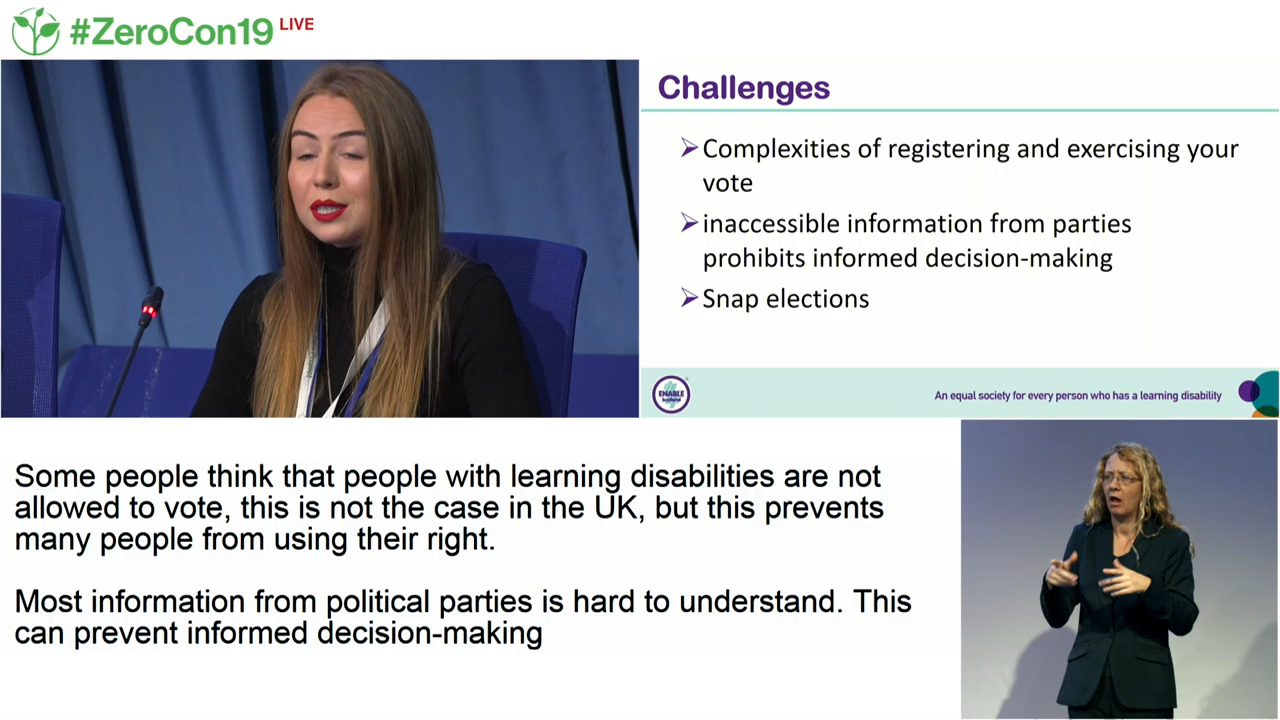 #ZeroCon19 LIVE
Challenges
Complexities of registering and exercising your
vote
inaccessible information from parties
prohibits informed decision-making
Snap elections
ENABLE
Scotland
An equal society for every person who has a learning disability
Some people think that people with learning disabilities are not
allowed to vote, this is not the case in the UK, but this prevents
many people from using their right.
Most information from political parties is hard to understand. This
can prevent informed decision-making